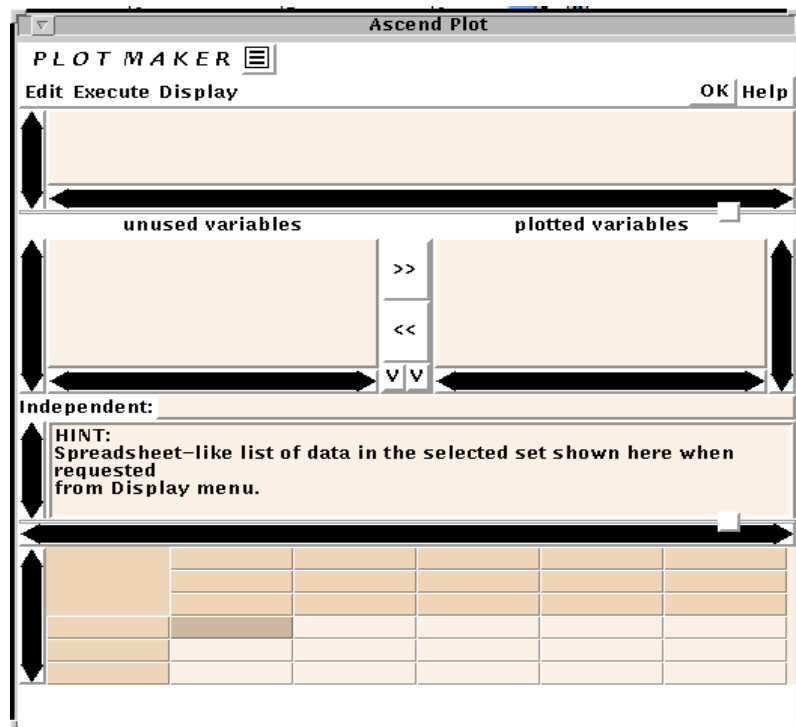 Ascend Plot
PLOT MAKER
Edit Execute Display OK Help
unused variables plotted variables
>>
<<
V V
Independent:
HINT:
Spreadsheet-like list of data in the selected set shown here when
requested
from Display menu.